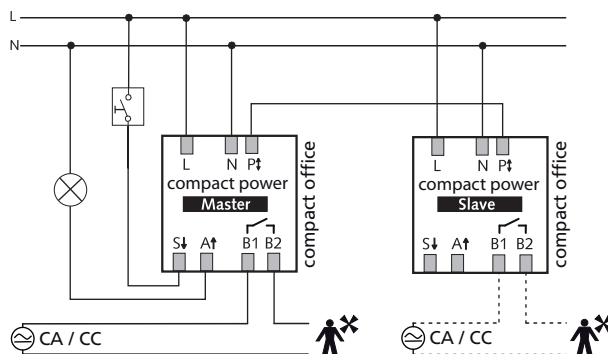 L
N
L N P↕
compact power
Master
S↓ A↑ B1 B2
compact office
CA / CC
L N P↕
compact power
Slave
S↓ A↑ B1 B2
compact office
CA / CC